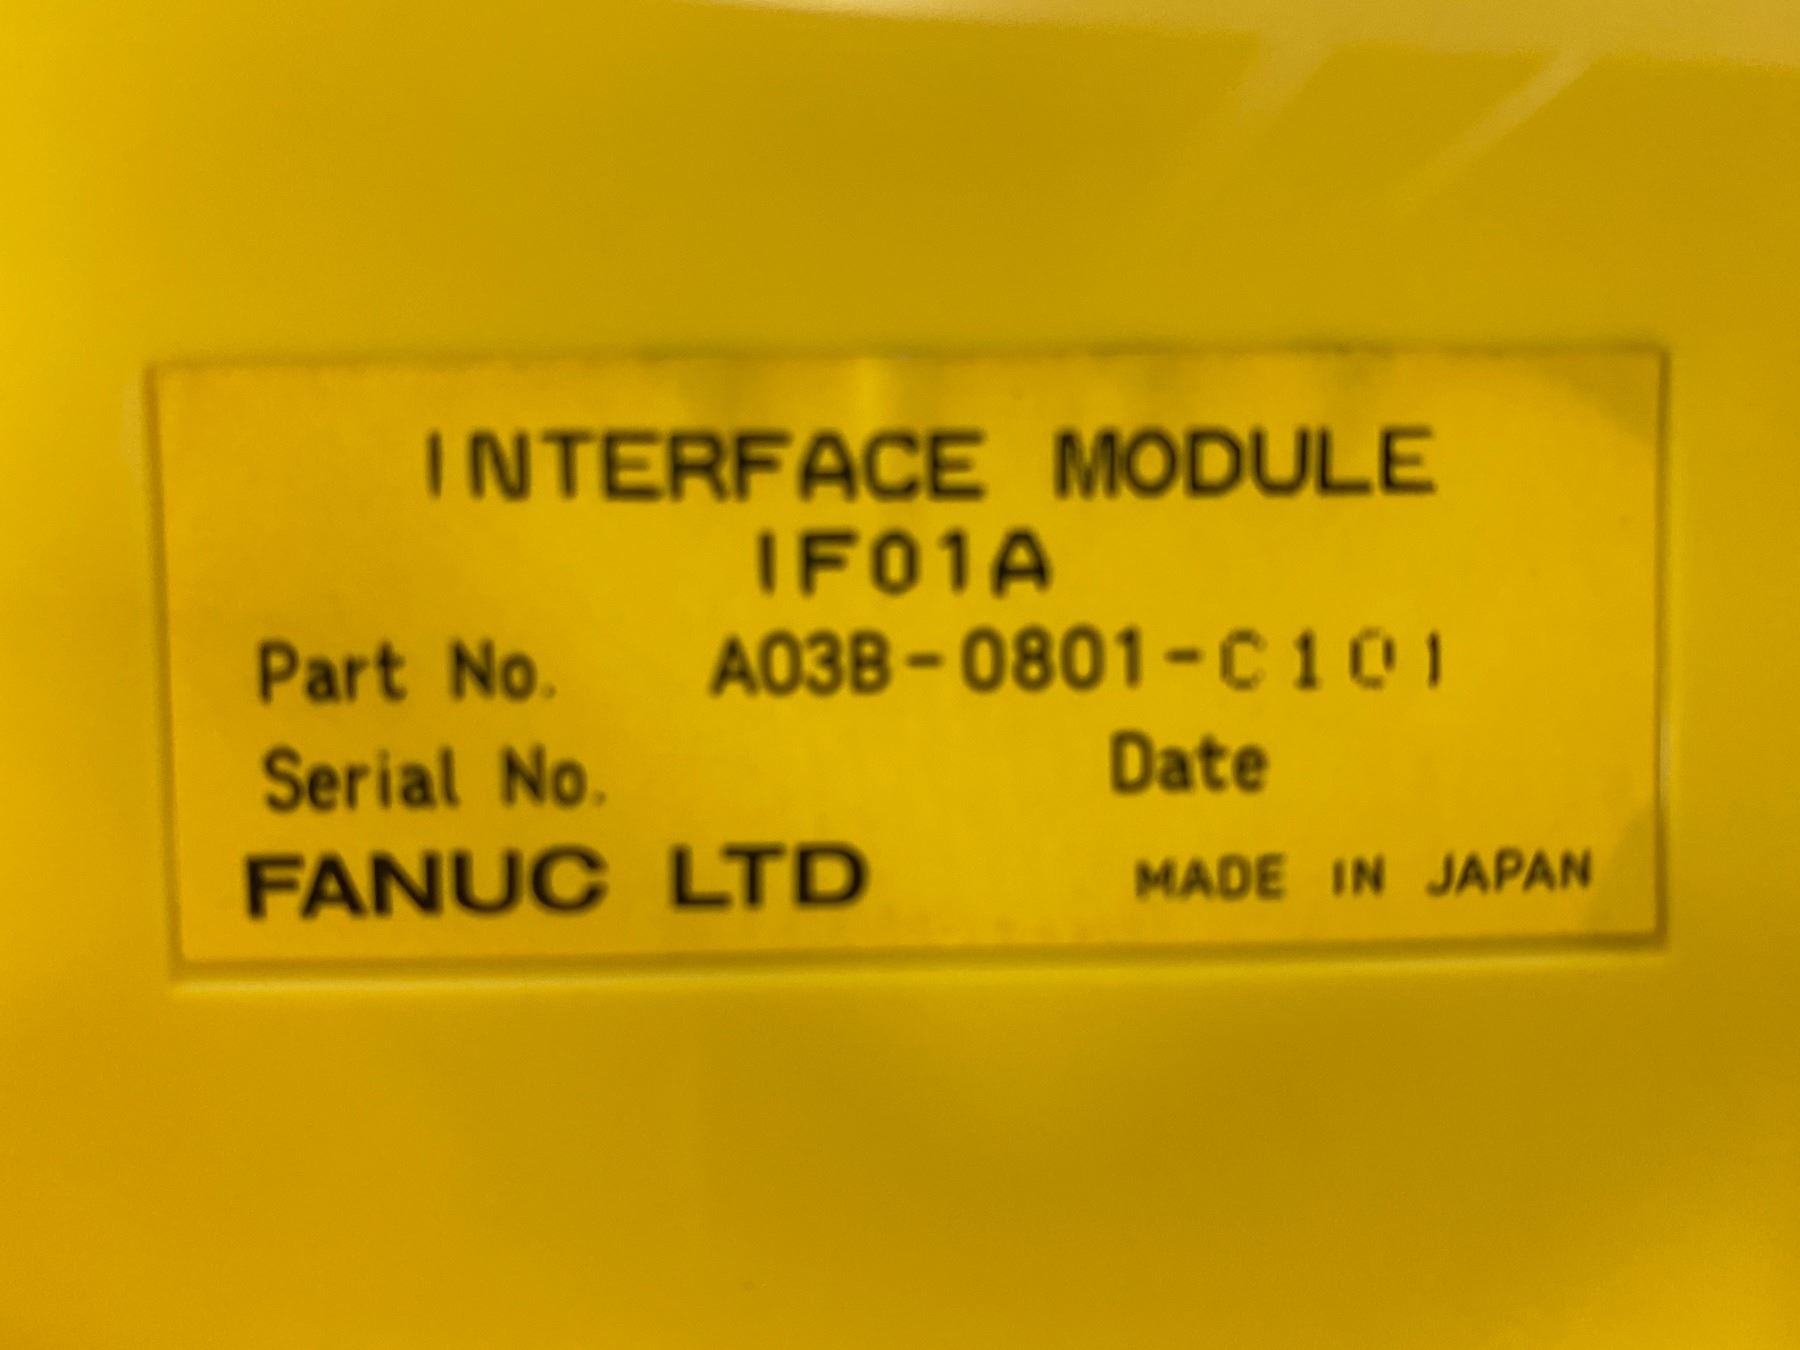 INTERFACE MODULE
IF01A
Part No. A03B-0801-C101
Serial No. Date
FANUC LTD MADE IN JAPAN